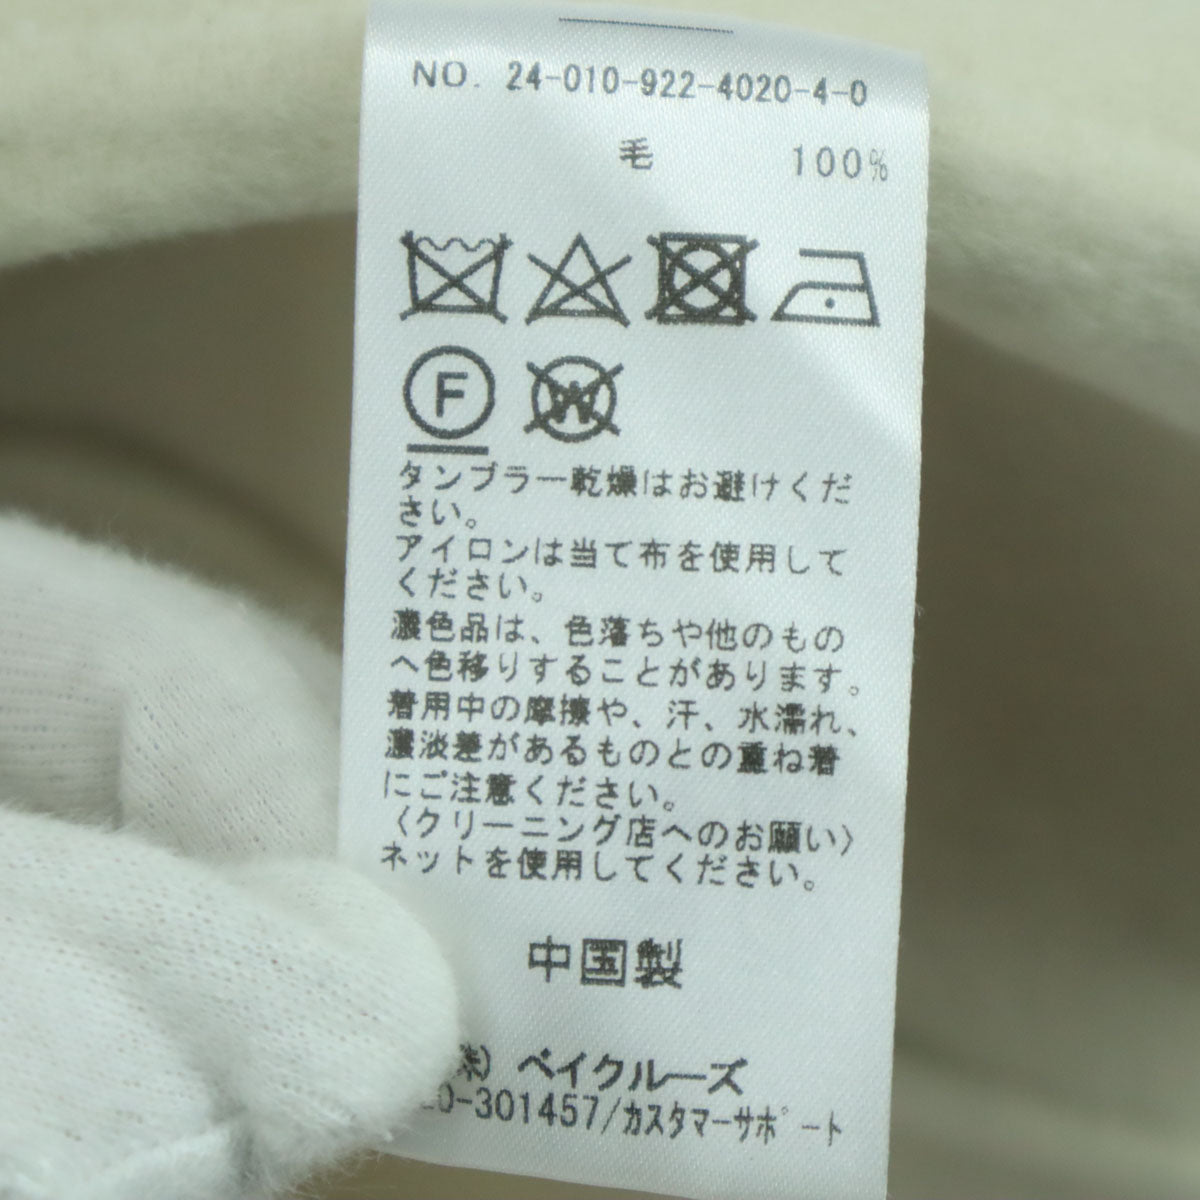 NO. 24-010-922-4020-4-0
毛 100%
F
W
タンブラー乾燥はお避けくだ
さい。
アイロンは当て布を使用して
ください。
濃色品は、色落ちや他のもの
へ色移りすることがあります。
着用中の摩擦や、汗、水濡れ、
濃淡差があるものとの重ね着
にご注意ください。
〈クリーニング店へのお願い〉
ネットを使用してください。
中国製
株) ベイクルーズ
20-301457/カスタマーサポート